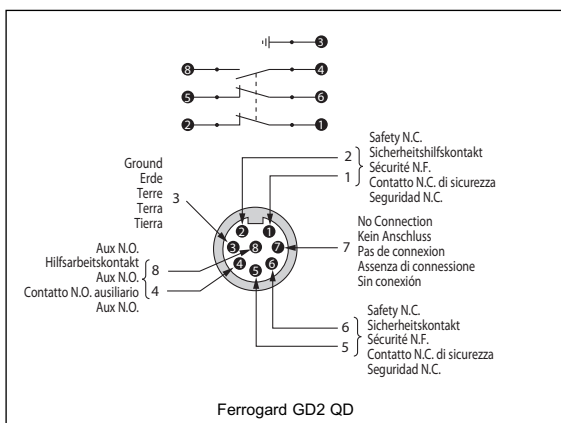 3
8 4
5 6
2 1
Safety N.C.
Sicherheitshilfskontakt
Sécurité N.F.
Contatto N.C. di sicurezza
Seguridad N.C.
2
1
Ground
Erde
Terre
Terra
Tierra
3
2 1
3 8 7
4 5 6
No Connection
Kein Anschluss
Pas de connexion
Assenza di connessione
Sin conexión
7
Aux N.O.
Hilfsarbeitskontakt
Aux N.O.
Contatto N.O. ausiliario
Aux N.O.
8
4
Safety N.C.
Sicherheitskontakt
Sécurité N.F.
Contatto N.C. di sicurezza
Seguridad N.C.
6
5
Ferrogard GD2 QD